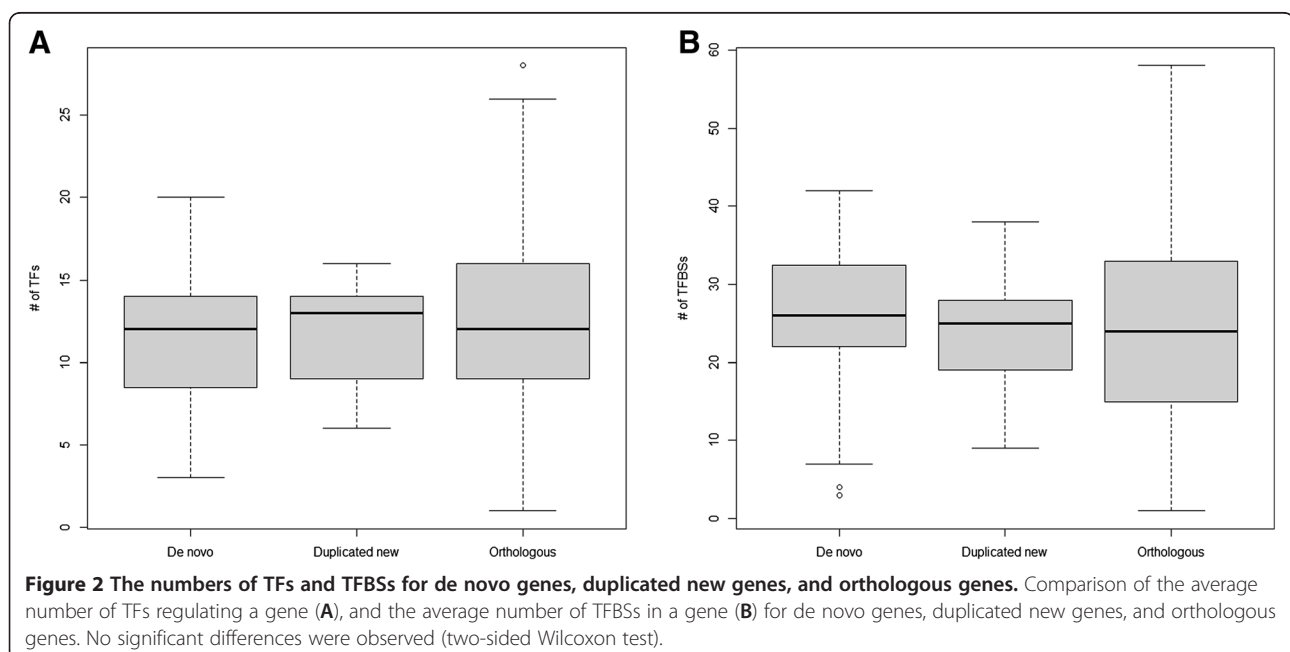 A
# of TFs
25
20
15
10
5
0
De novo
Duplicated new
Orthologous
B
# of TFBSs
60
50
40
30
20
10
0
De novo
Duplicated new
Orthologous
Figure 2 The numbers of TFs and TFBSs for de novo genes, duplicated new genes, and orthologous genes. Comparison of the average
number of TFs regulating a gene (A), and the average number of TFBSs in a gene (B) for de novo genes, duplicated new genes, and orthologous
genes. No significant differences were observed (two-sided Wilcoxon test).